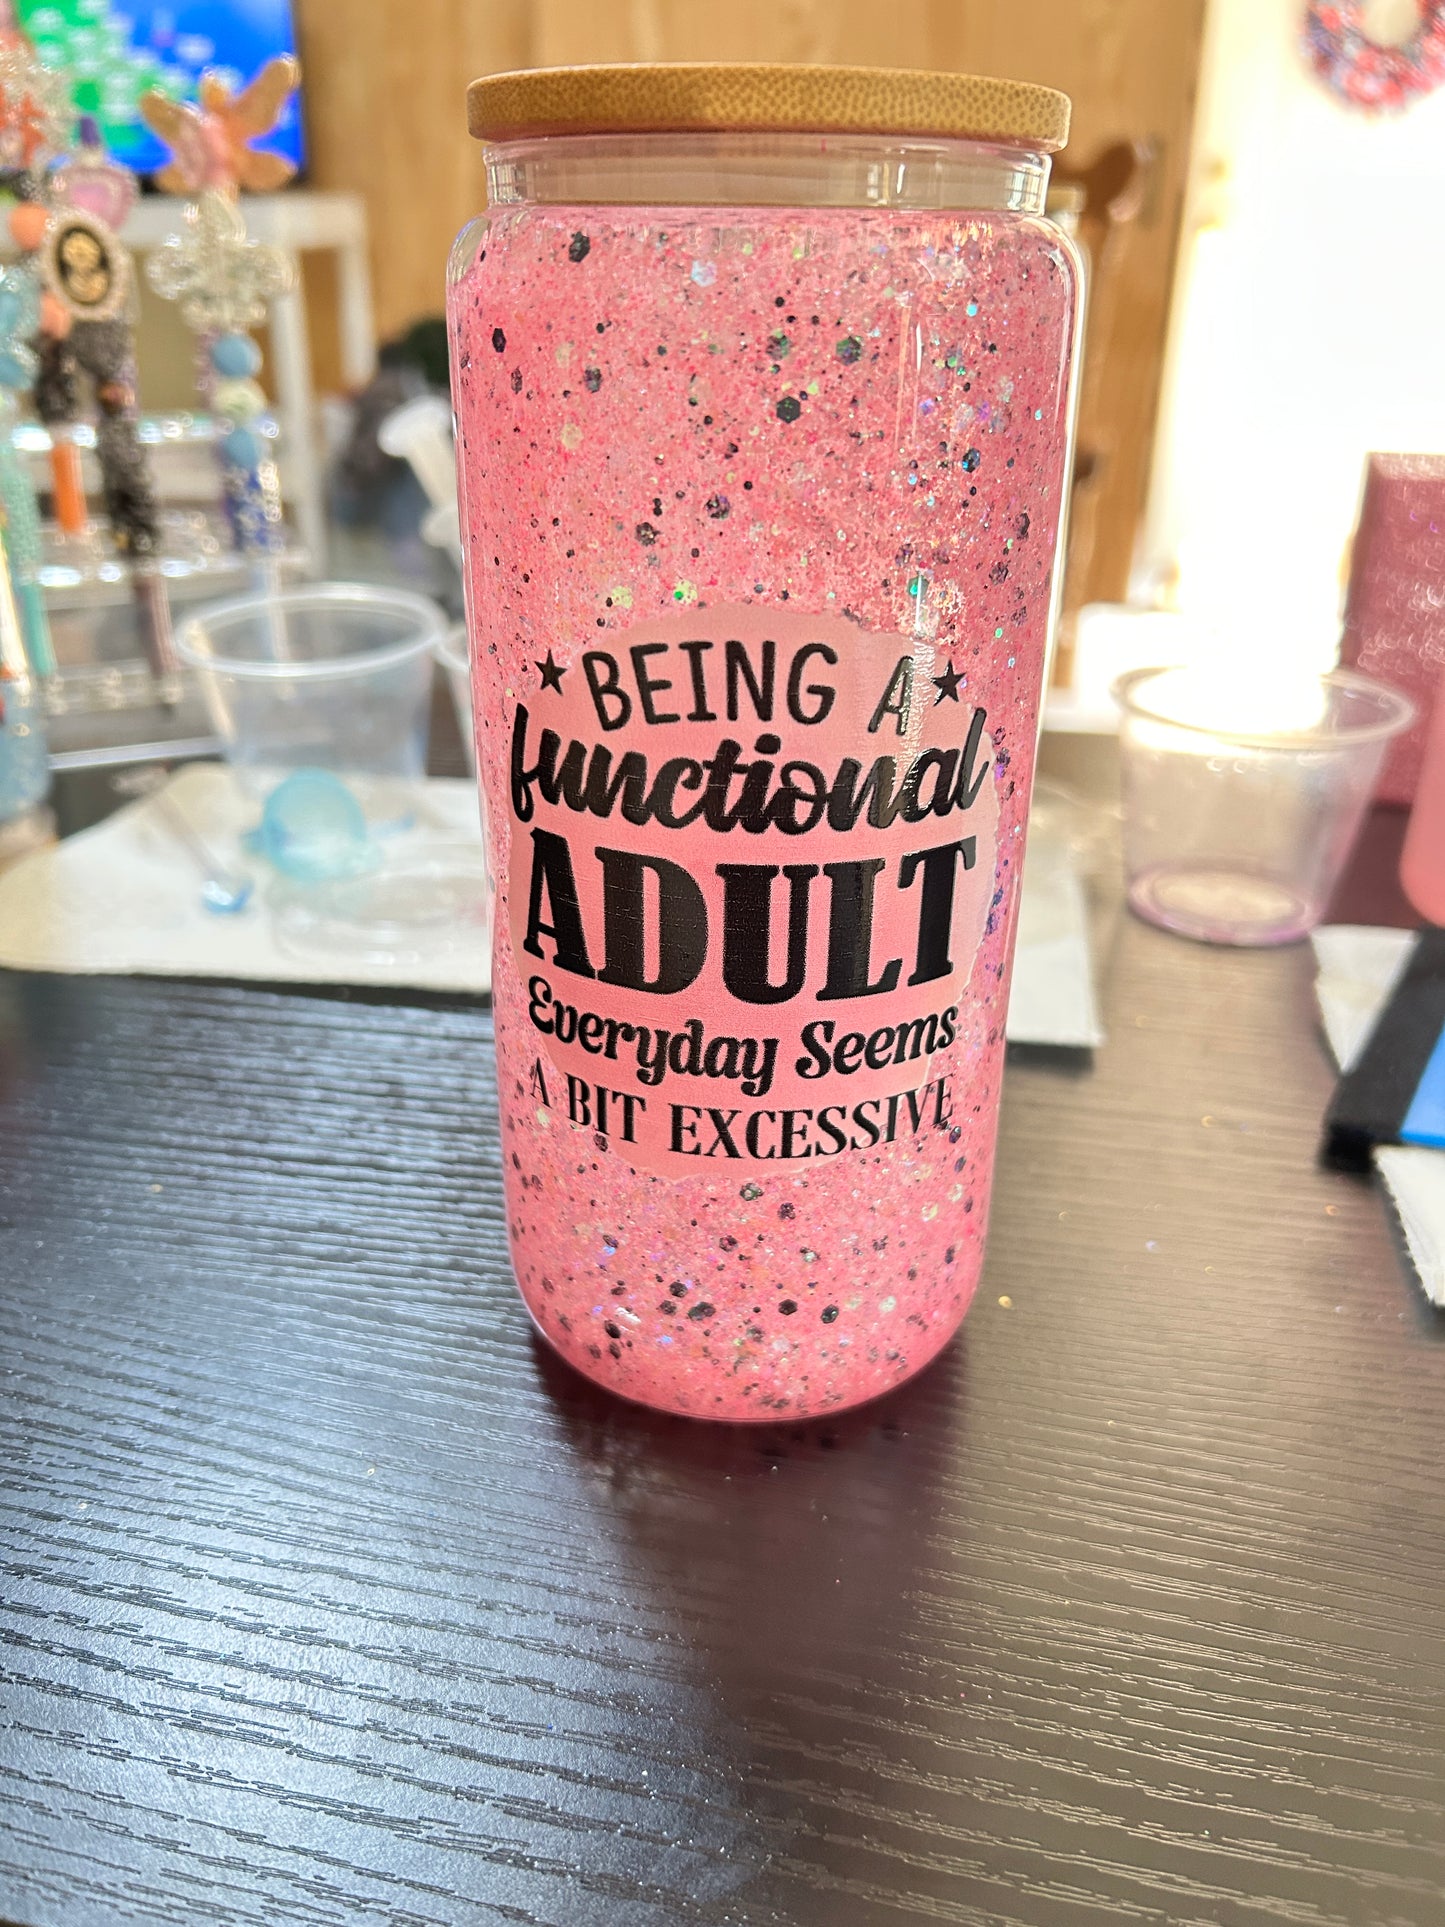 BEING A
functional
ADULT
Everyday Seems
A BIT EXCESSIVE